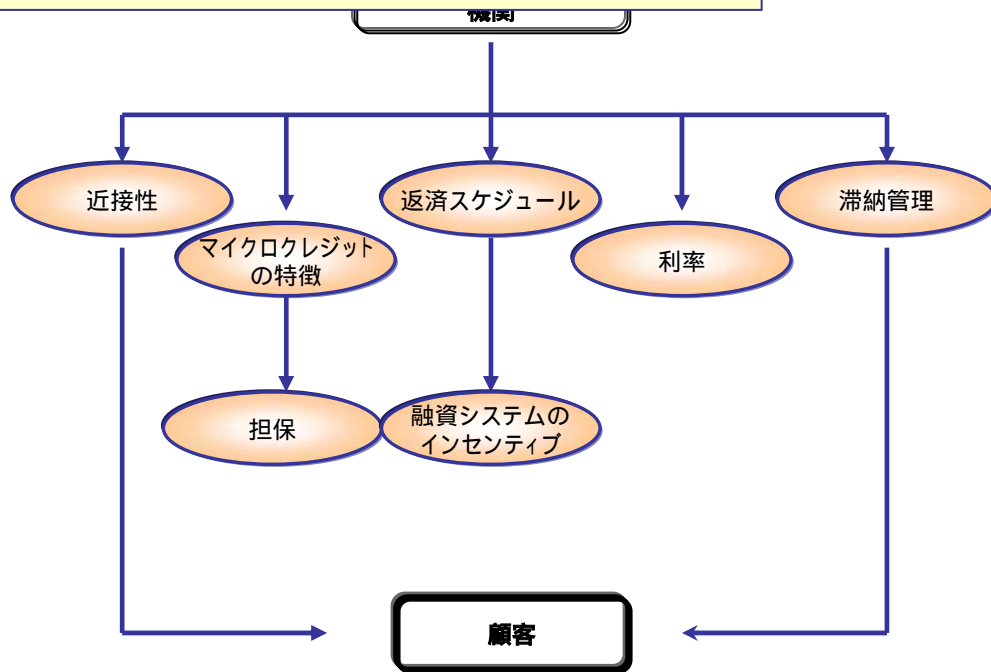 機関
近接性
返済スケジュール
滞納管理
マイクロクレジット
の特徴
利率
担保
融資システムの
インセンティブ
顧客